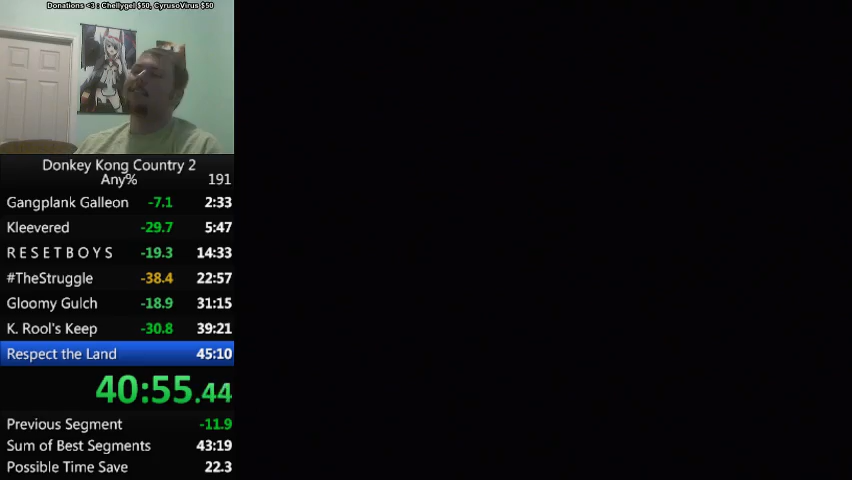 Donations <3 : Chellygel $50, CyrusoVirus $50
Donkey Kong Country 2
Any% 191
Gangplank Galleon -7.1 2:33
Kleevered -29.7 5:47
R E S E T B O Y S -19.3 14:33
#TheStruggle -38.4 22:57
Gloomy Gulch -18.9 31:15
K. Rool's Keep -30.8 39:21
Respect the Land 45:10
40:55.44
Previous Segment -11.9
Sum of Best Segments 43:19
Possible Time Save 22.3